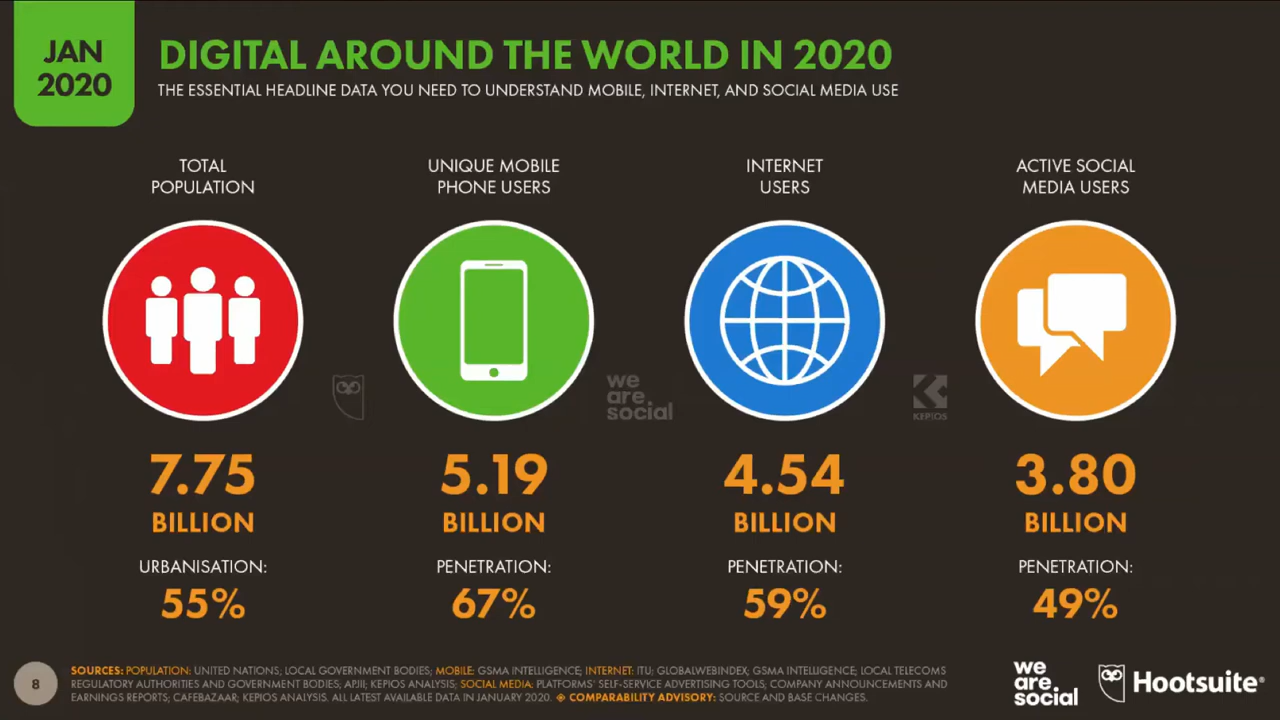 JAN
2020
DIGITAL AROUND THE WORLD IN 2020
THE ESSENTIAL HEADLINE DATA YOU NEED TO UNDERSTAND MOBILE, INTERNET, AND SOCIAL MEDIA USE
TOTAL
POPULATION
UNIQUE MOBILE
PHONE USERS
INTERNET
USERS
ACTIVE SOCIAL
MEDIA USERS
we
are
social
KEPIOS
7.75
BILLION
URBANISATION:
55%
5.19
BILLION
PENETRATION:
67%
4.54
BILLION
PENETRATION:
59%
3.80
BILLION
PENETRATION:
49%
8
SOURCES: POPULATION: UNITED NATIONS; LOCAL GOVERNMENT BODIES; MOBILE: GSMA INTELLIGENCE; INTERNET: ITU; GLOBALWEBINDEX; GSMA INTELLIGENCE; LOCAL TELECOMS
REGULATORY AUTHORITIES AND GOVERNMENT BODIES; APJII; KEPIOS ANALYSIS; SOCIAL MEDIA: PLATFORMS' SELF-SERVICE ADVERTISING TOOLS; COMPANY ANNOUNCEMENTS AND
EARNINGS REPORTS; CAFEBAZAAR; KEPIOS ANALYSIS. ALL LATEST AVAILABLE DATA IN JANUARY 2020. COMPARABILITY ADVISORY: SOURCE AND BASE CHANGES.
we
are
social
Hootsuite®